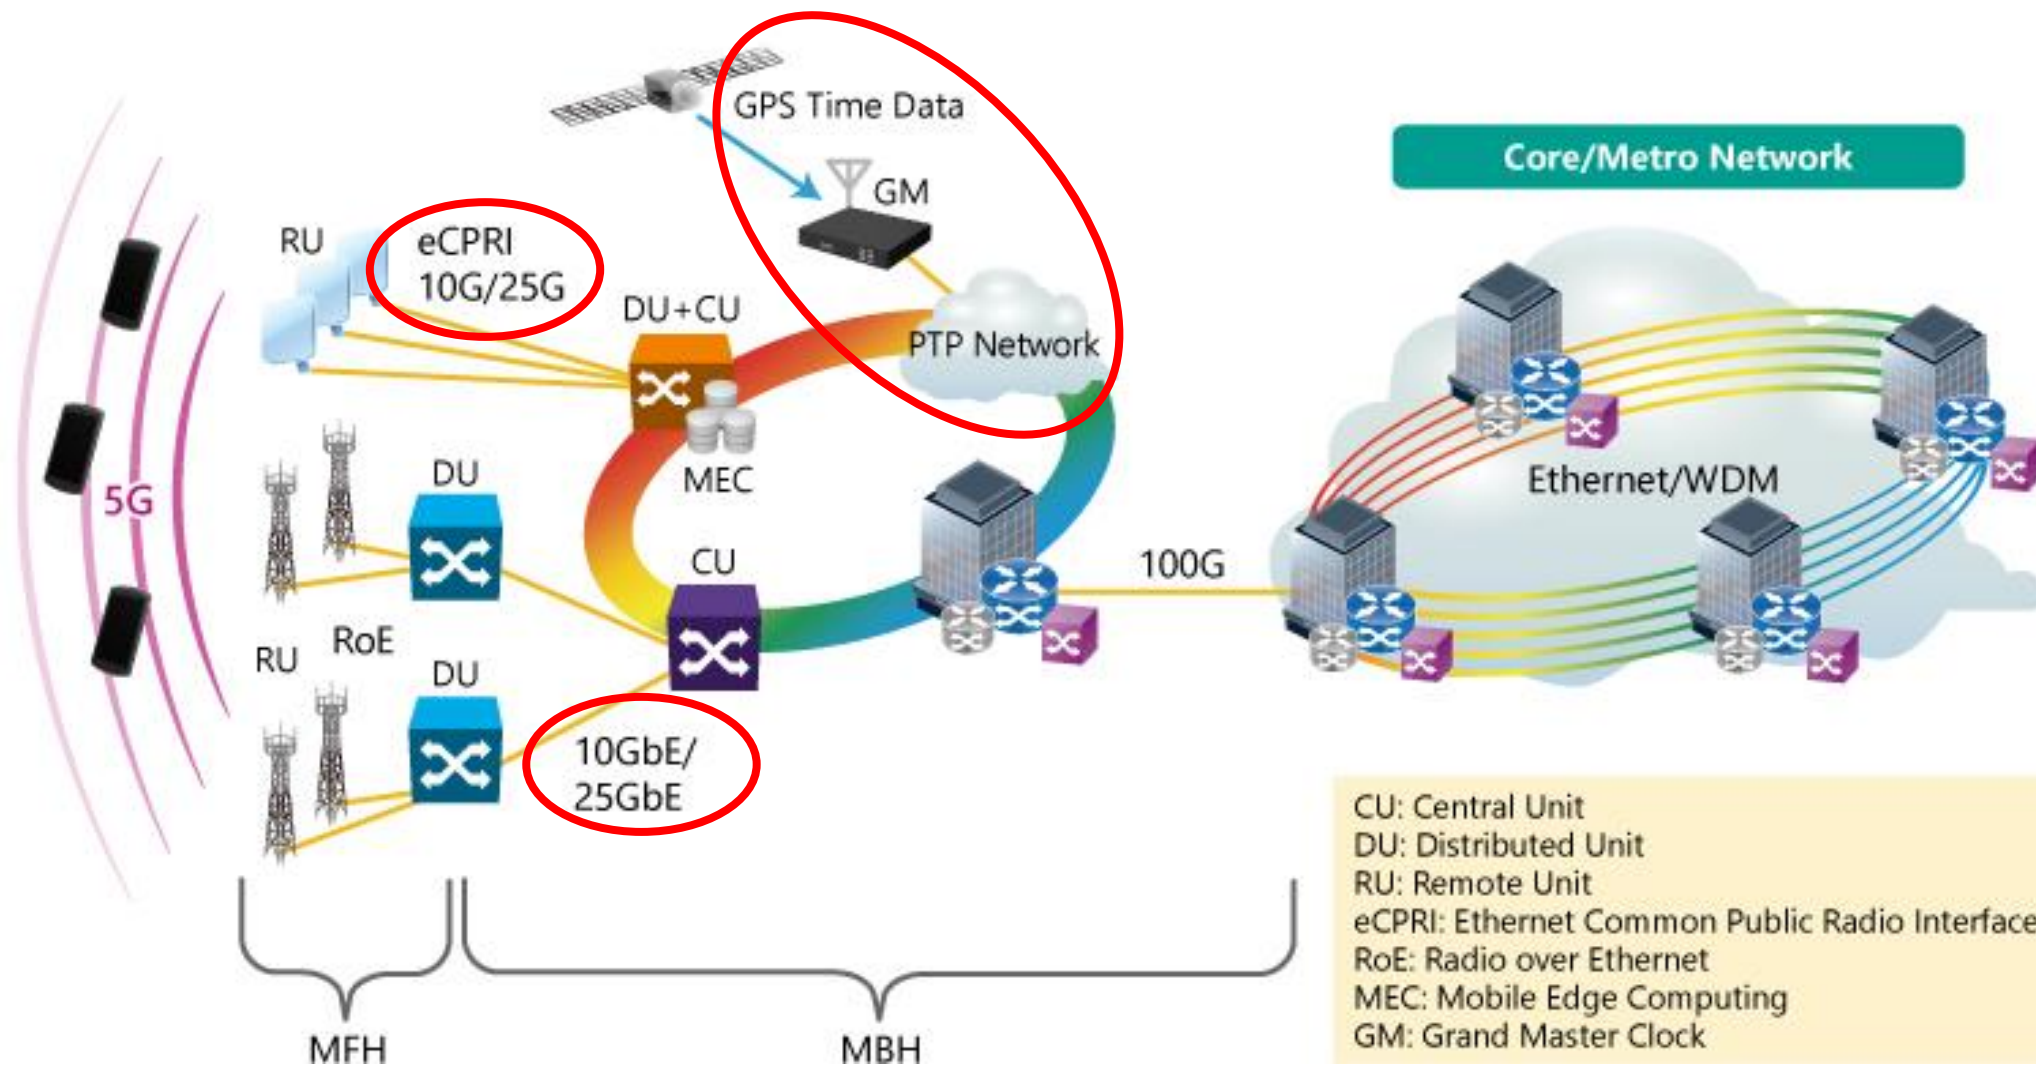 GPS Time Data
GM
Core/Metro Network
RU
eCPRI
10G/25G
DU+CU
PTP Network
MEC
DU
5G
CU
100G
Ethernet/WDM
RoE
RU
DU
10GbE/
25GbE
CU: Central Unit
DU: Distributed Unit
RU: Remote Unit
eCPRI: Ethernet Common Public Radio Interface
RoE: Radio over Ethernet
MEC: Mobile Edge Computing
GM: Grand Master Clock
MFH
MBH